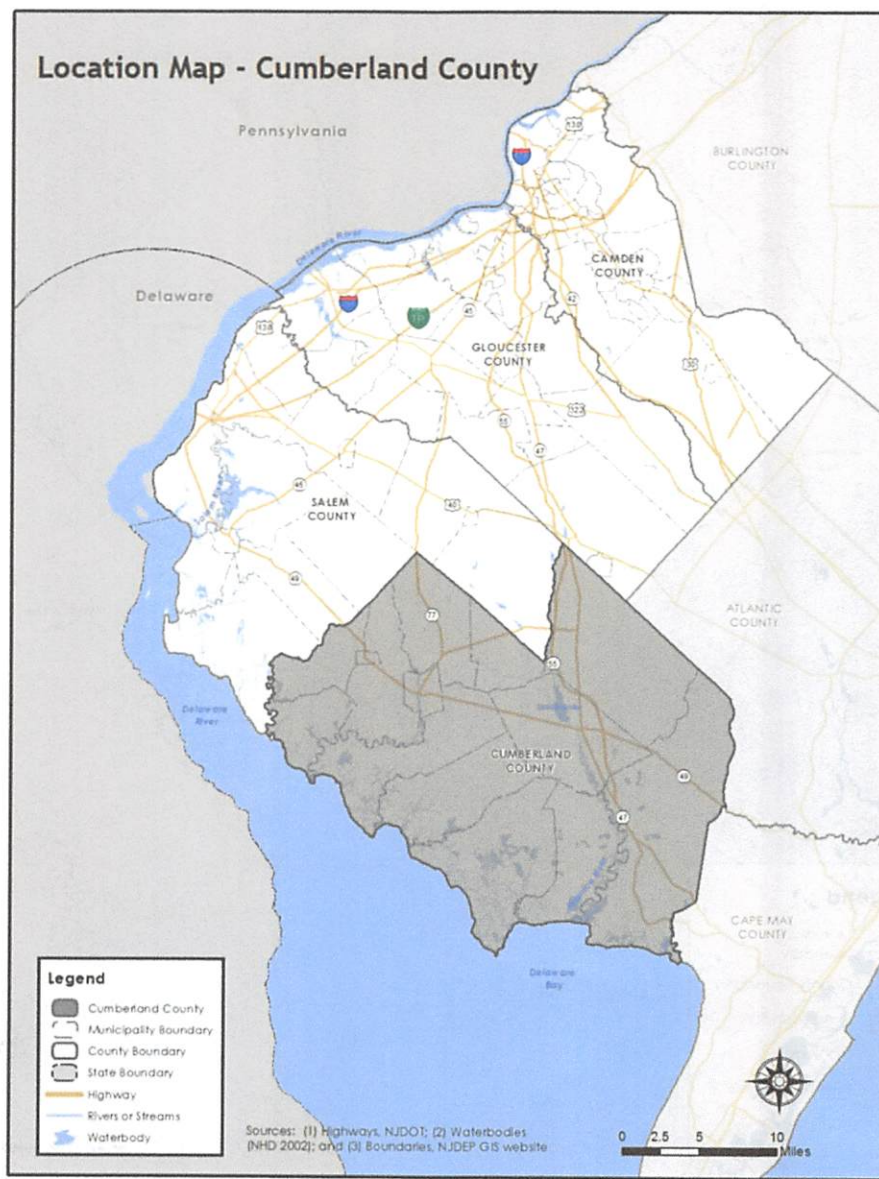 Location Map - Cumberland County
Pennsylvania
130
BURLINGTON
COUNTY
Delaware River
CAMDEN
COUNTY
Delaware
42
45
GLOUCESTER
COUNTY
30
322
55
47
SALEM
COUNTY
40
49
77
ATLANTIC
COUNTY
55
Delaware
River
CUMBERLAND
COUNTY
49
47
CAPE MAY
COUNTY
Delaware
Bay
Legend
Cumberland County
Municipality Boundary
County Boundary
State Boundary
Highway
Rivers or Streams
Waterbody
Sources: (1) Highways, NJDOT; (2) Waterbodies
(NHD 2002); and (3) Boundaries, NJDEP GIS website
0 2.5 5 10
Miles